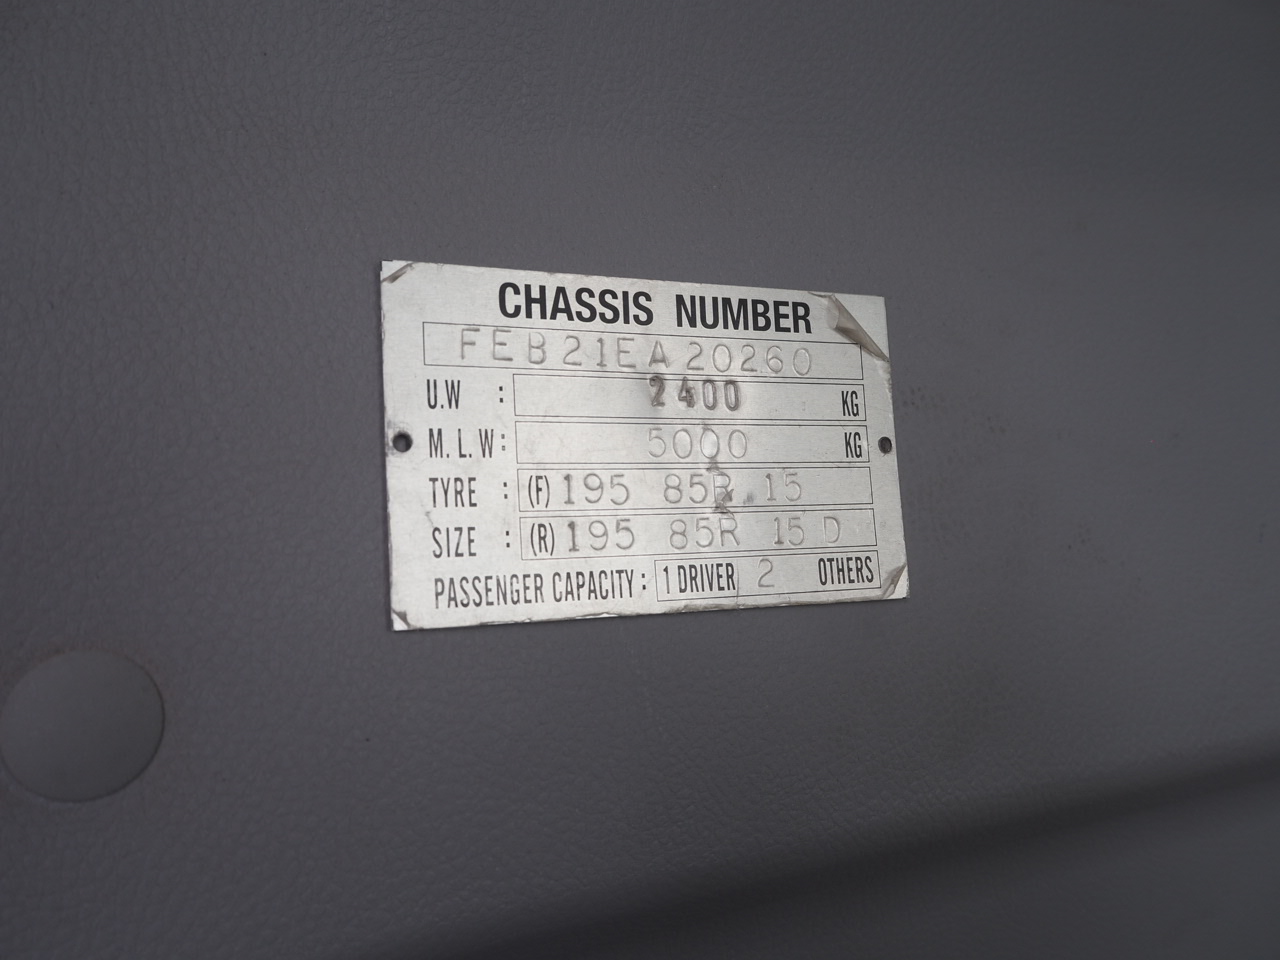 CHASSIS NUMBER
FEB21EA20260
U.W : 2400 KG
M.L.W: 5000 KG
TYRE : (F) 195 85R 15
SIZE : (R) 195 85R 15 D
PASSENGER CAPACITY: 1 DRIVER 2 OTHERS